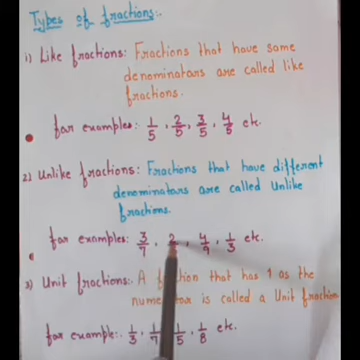 Types of fractions:-
1) Like fractions: Fractions that have same
denominators are called like
fractions.
For examples: 1/5, 2/5, 3/5, 4/5 etc.
2) Unlike fractions: Fractions that have different
denominators are called Unlike
fractions.
For examples: 3/7, 4/9, 1/3 etc.
3) Unit fractions: A fraction that has 1 as the
numerator is called a Unit fraction
For example: 1/3, 1/7, 1/5, 1/8 etc.